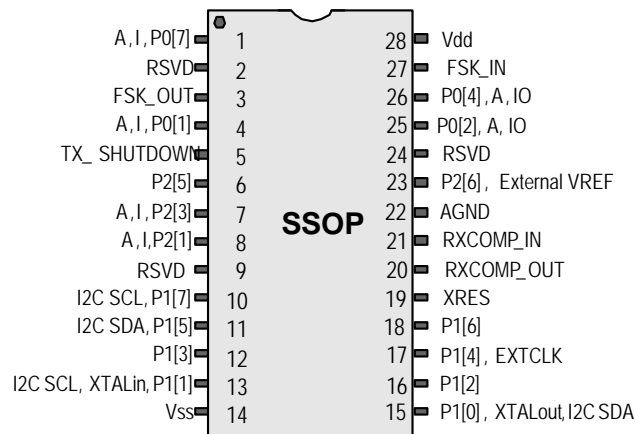 A, I, P0[7] 1 28 Vdd
RSVD 2 27 FSK_IN
FSK_OUT 3 26 P0[4], A, IO
A, I, P0[1] 4 25 P0[2], A, IO
TX_ SHUTDOWN 5 24 RSVD
P2[5] 6 23 P2[6], External VREF
A, I, P2[3] 7 SSOP 22 AGND
A, I, P2[1] 8 21 RXCOMP_IN
RSVD 9 20 RXCOMP_OUT
I2C SCL, P1[7] 10 19 XRES
I2C SDA, P1[5] 11 18 P1[6]
P1[3] 12 17 P1[4], EXTCLK
I2C SCL, XTALin, P1[1] 13 16 P1[2]
Vss 14 15 P1[0], XTALout, I2C SDA